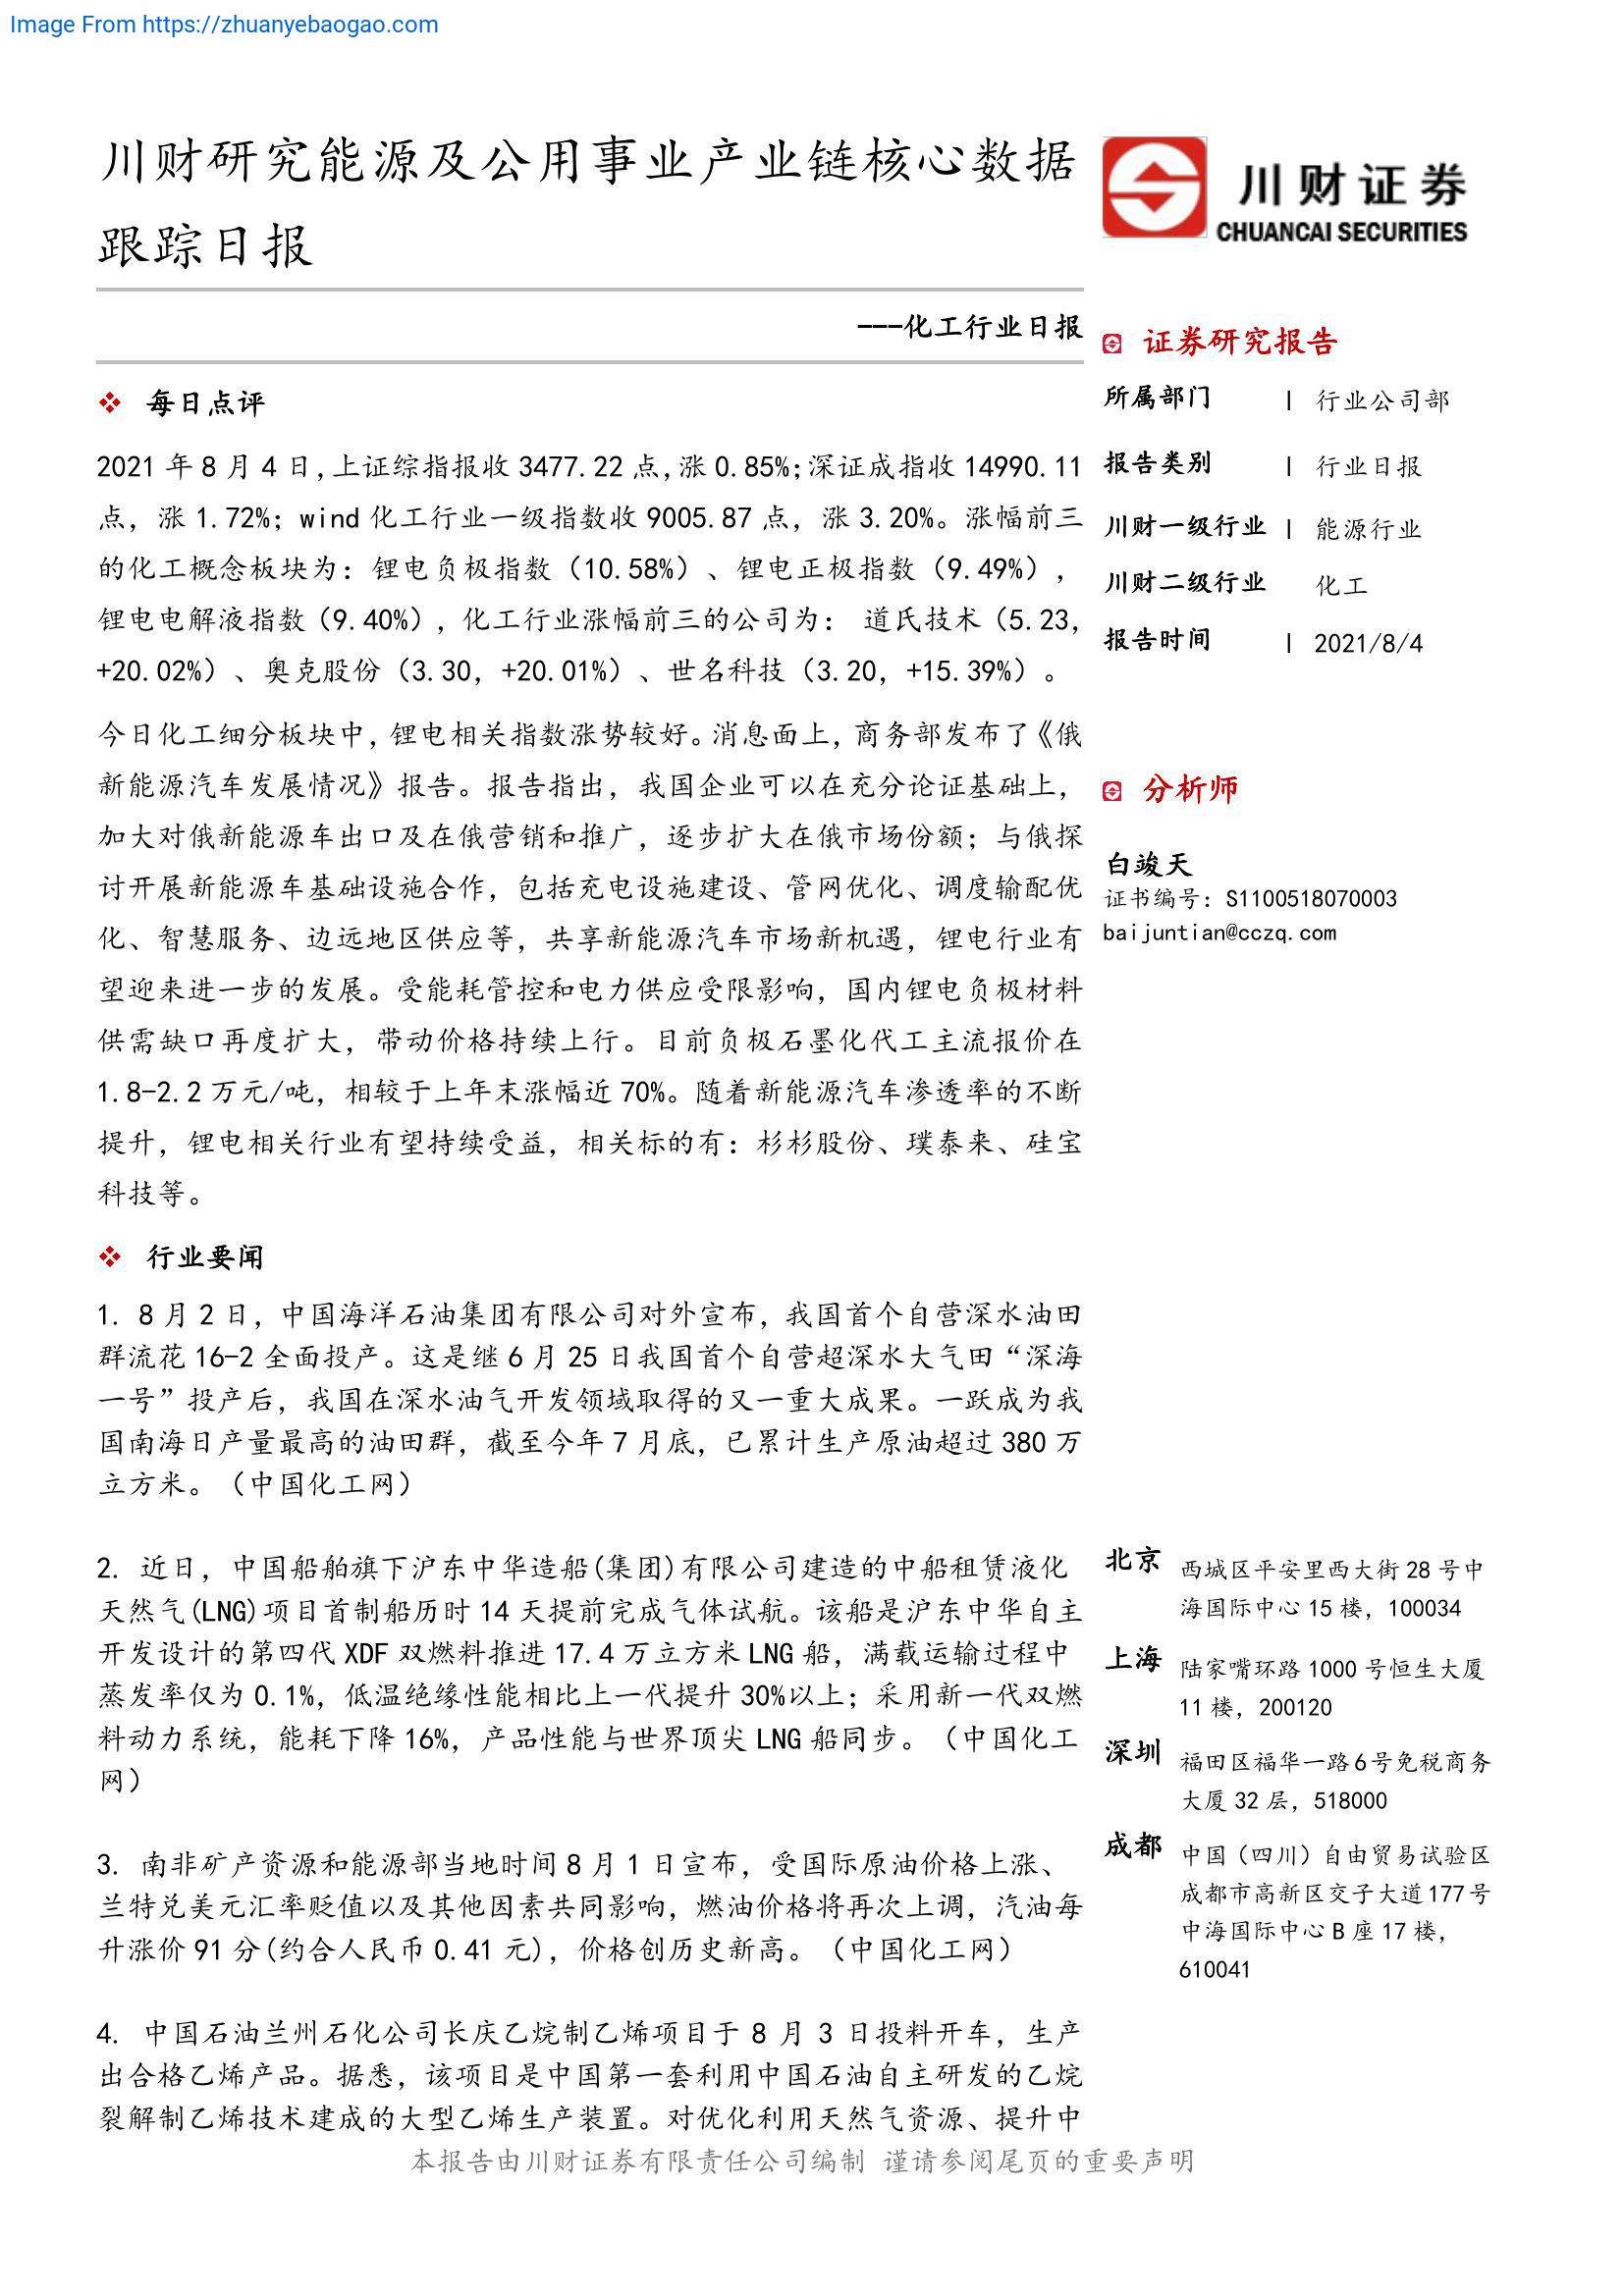 Image From https://zhuanyebaogao.com
川财研究能源及公用事业产业链核心数据
跟踪日报
---化工行业日报
❖ 每日点评
2021 年 8 月 4 日,上证综指报收 3477.22 点,涨 0.85%;深证成指收 14990.11
点，涨 1.72%；wind 化工行业一级指数收 9005.87 点，涨 3.20%。涨幅前三
的化工概念板块为：锂电负极指数（10.58%）、锂电正极指数（9.49%），
锂电电解液指数（9.40%），化工行业涨幅前三的公司为： 道氏技术（5.23，
+20.02%）、奥克股份（3.30，+20.01%）、世名科技（3.20，+15.39%）。
今日化工细分板块中，锂电相关指数涨势较好。消息面上，商务部发布了《俄
新能源汽车发展情况》报告。报告指出，我国企业可以在充分论证基础上，
加大对俄新能源车出口及在俄营销和推广，逐步扩大在俄市场份额；与俄探
讨开展新能源车基础设施合作，包括充电设施建设、管网优化、调度输配优
化、智慧服务、边远地区供应等，共享新能源汽车市场新机遇，锂电行业有
望迎来进一步的发展。受能耗管控和电力供应受限影响，国内锂电负极材料
供需缺口再度扩大，带动价格持续上行。目前负极石墨化代工主流报价在
1.8-2.2 万元/吨，相较于上年末涨幅近 70%。随着新能源汽车渗透率的不断
提升，锂电相关行业有望持续受益，相关标的有：杉杉股份、璞泰来、硅宝
科技等。
❖ 行业要闻
1. 8 月 2 日，中国海洋石油集团有限公司对外宣布，我国首个自营深水油田
群流花 16-2 全面投产。这是继 6 月 25 日我国首个自营超深水大气田“深海
一号”投产后，我国在深水油气开发领域取得的又一重大成果。一跃成为我
国南海日产量最高的油田群，截至今年 7 月底，已累计生产原油超过 380 万
立方米。（中国化工网）
2. 近日，中国船舶旗下沪东中华造船(集团)有限公司建造的中船租赁液化
天然气(LNG)项目首制船历时 14 天提前完成气体试航。该船是沪东中华自主
开发设计的第四代 XDF 双燃料推进 17.4 万立方米 LNG 船，满载运输过程中
蒸发率仅为 0.1%，低温绝缘性能相比上一代提升 30%以上；采用新一代双燃
料动力系统，能耗下降 16%，产品性能与世界顶尖 LNG 船同步。（中国化工
网）
3. 南非矿产资源和能源部当地时间 8 月 1 日宣布，受国际原油价格上涨、
兰特兑美元汇率贬值以及其他因素共同影响，燃油价格将再次上调，汽油每
升涨价 91 分(约合人民币 0.41 元)，价格创历史新高。（中国化工网）
4. 中国石油兰州石化公司长庆乙烷制乙烯项目于 8 月 3 日投料开车，生产
出合格乙烯产品。据悉，该项目是中国第一套利用中国石油自主研发的乙烷
裂解制乙烯技术建成的大型乙烯生产装置。对优化利用天然气资源、提升中
川财证券
CHUANCAI SECURITIES
证券研究报告
所属部门 | 行业公司部
报告类别 | 行业日报
川财一级行业 | 能源行业
川财二级行业 化工
报告时间 | 2021/8/4
分析师
白竣天
证书编号：S1100518070003
baijuntian@cczq.com
北京 西城区平安里西大街 28 号中
海国际中心 15 楼，100034
上海 陆家嘴环路 1000 号恒生大厦
11 楼，200120
深圳 福田区福华一路 6 号免税商务
大厦 32 层，518000
成都 中国（四川）自由贸易试验区
成都市高新区交子大道 177 号
中海国际中心 B 座 17 楼，
610041
本报告由川财证券有限责任公司编制 谨请参阅尾页的重要声明